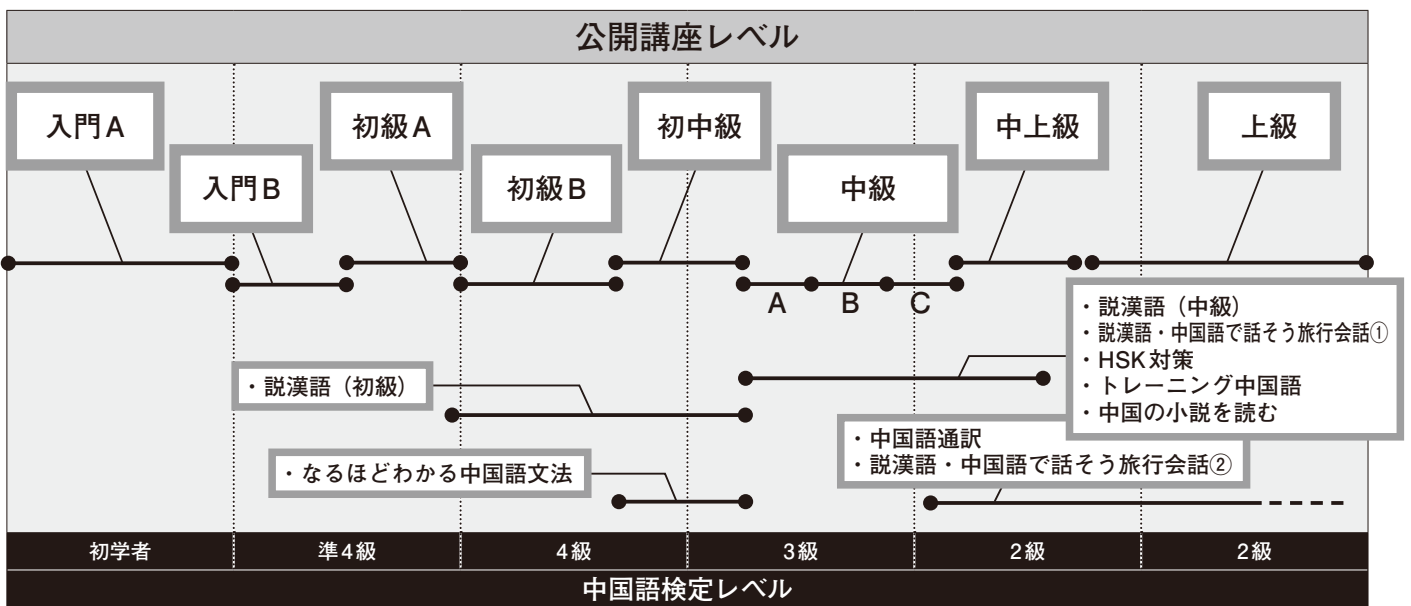 公開講座レベル
入門A
初級A
初中級
中上級
上級
入門B
初級B
中級
A
B
C
・説漢語（中級）
・説漢語・中国語で話そう旅行会話①
・HSK対策
・トレーニング中国語
・中国の小説を読む
・説漢語（初級）
・中国語通訳
・説漢語・中国語で話そう旅行会話②
・なるほどわかる中国語文法
初学者
準4級
4級
3級
2級
2級
中国語検定レベル